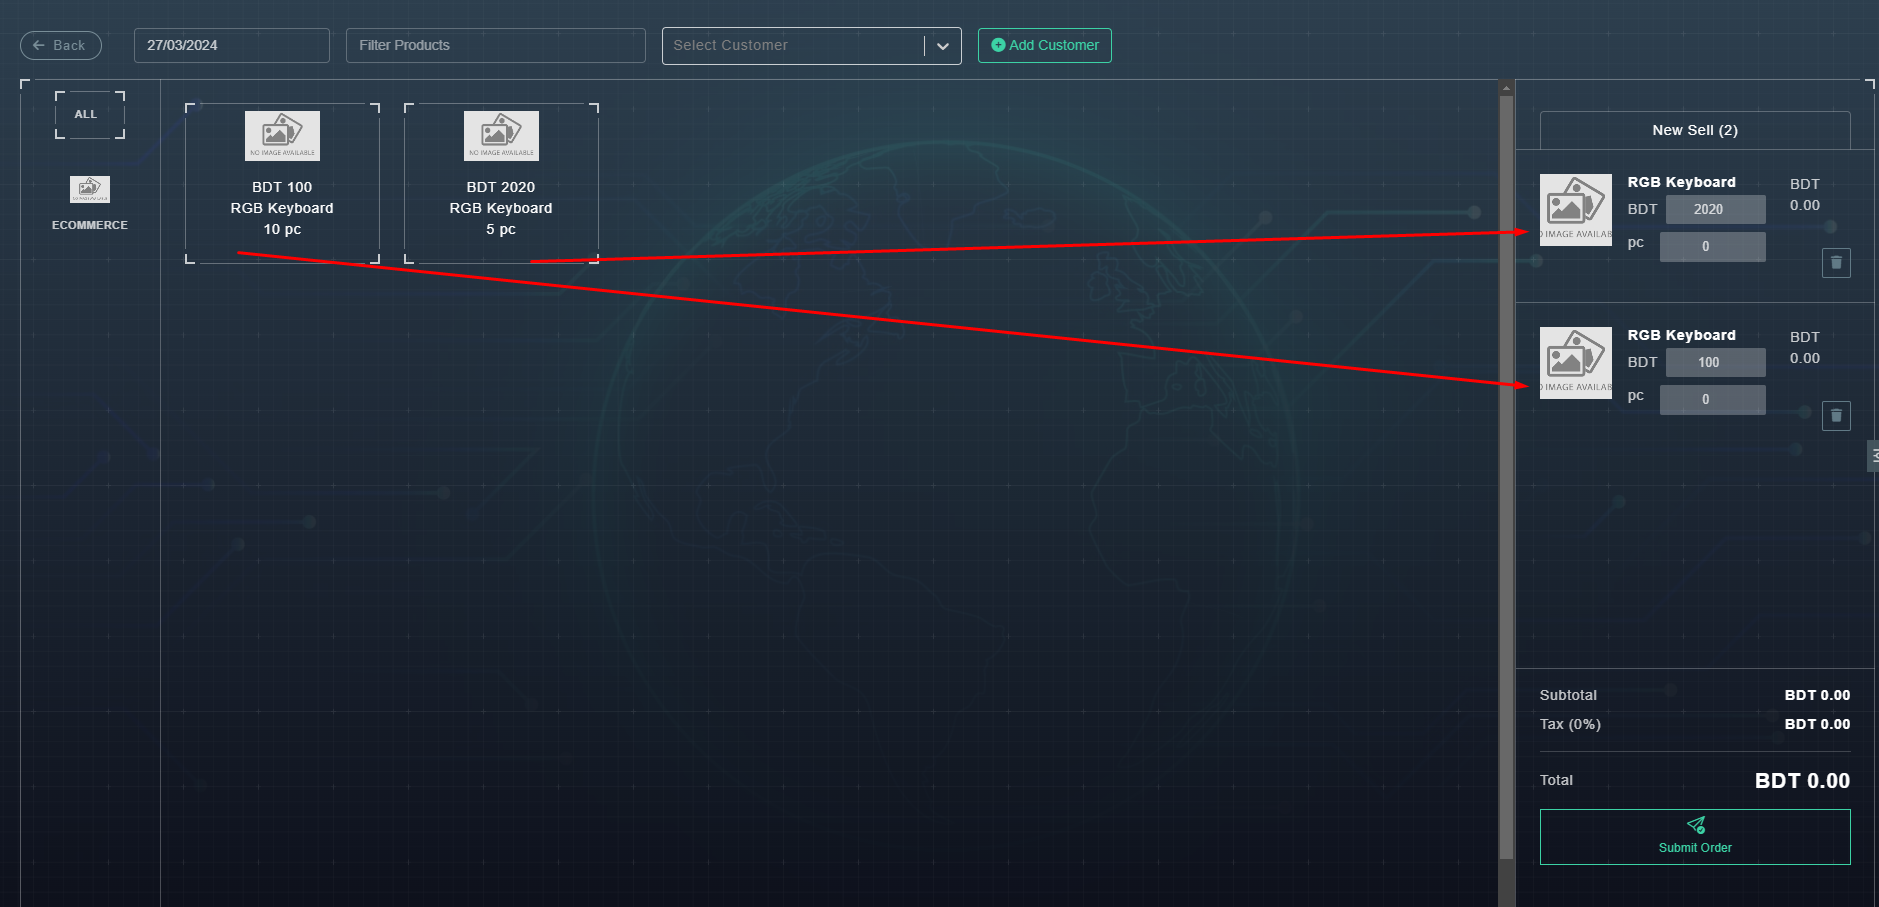 Back
27/03/2024
Filter Products
Select Customer
Add Customer
ALL
ECOMMERCE
NO IMAGE AVAILABLE
BDT 100
RGB Keyboard
10 pc
NO IMAGE AVAILABLE
BDT 2020
RGB Keyboard
5 pc
New Sell (2)
RGB Keyboard
BDT 2020
pc 0
BDT
0.00
O IMAGE AVAILAB
RGB Keyboard
BDT 100
pc 0
BDT
0.00
O IMAGE AVAILAB
Subtotal BDT 0.00
Tax (0%) BDT 0.00
Total BDT 0.00
Submit Order